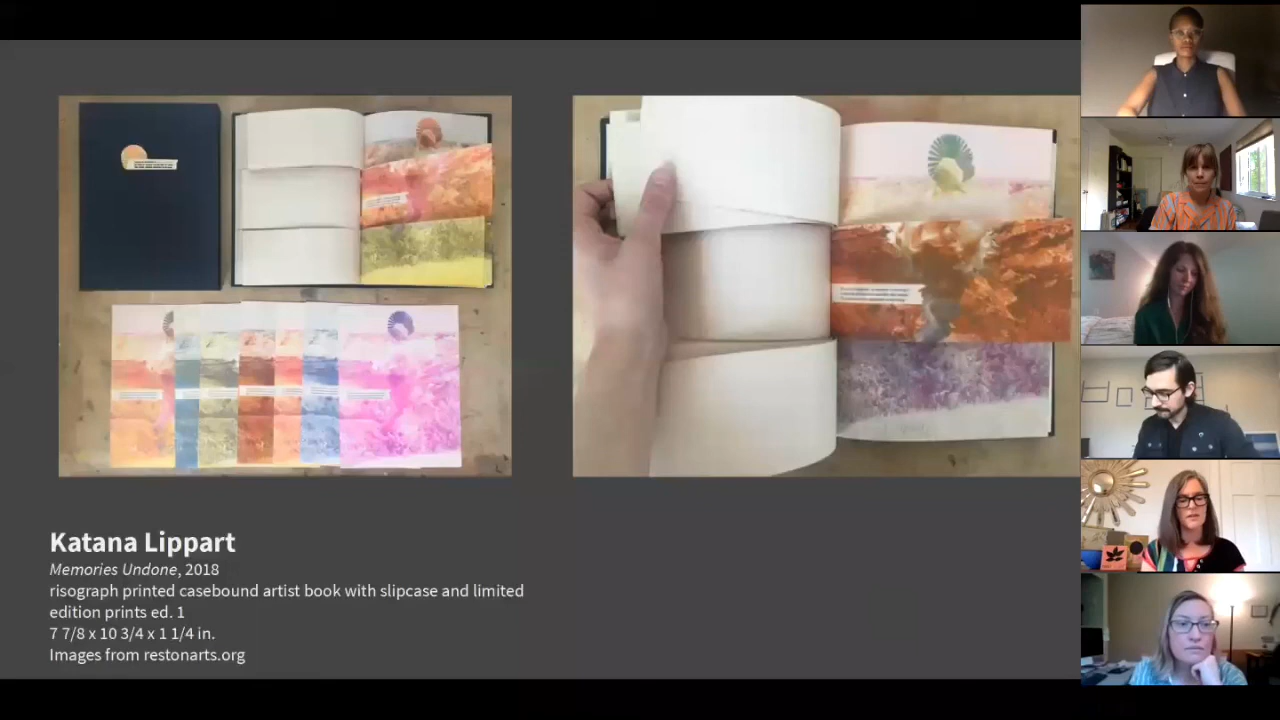 Katana Lippart
Memories Undone, 2018
risograph printed casebound artist book with slipcase and limited
edition prints ed. 1
7 7/8 x 10 3/4 x 1 1/4 in.
Images from restonarts.org